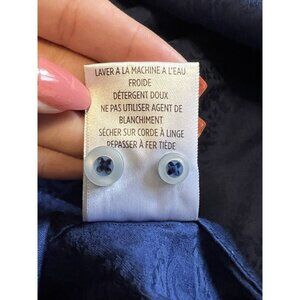 LAVER A LA MACHINE A L'EAU
FROIDE
DÉTERGENT DOUX
NE PAS UTILISER AGENT DE
BLANCHIMENT
SÉCHER SUR CORDE À LINGE
REPASSER À FER TIÈDE